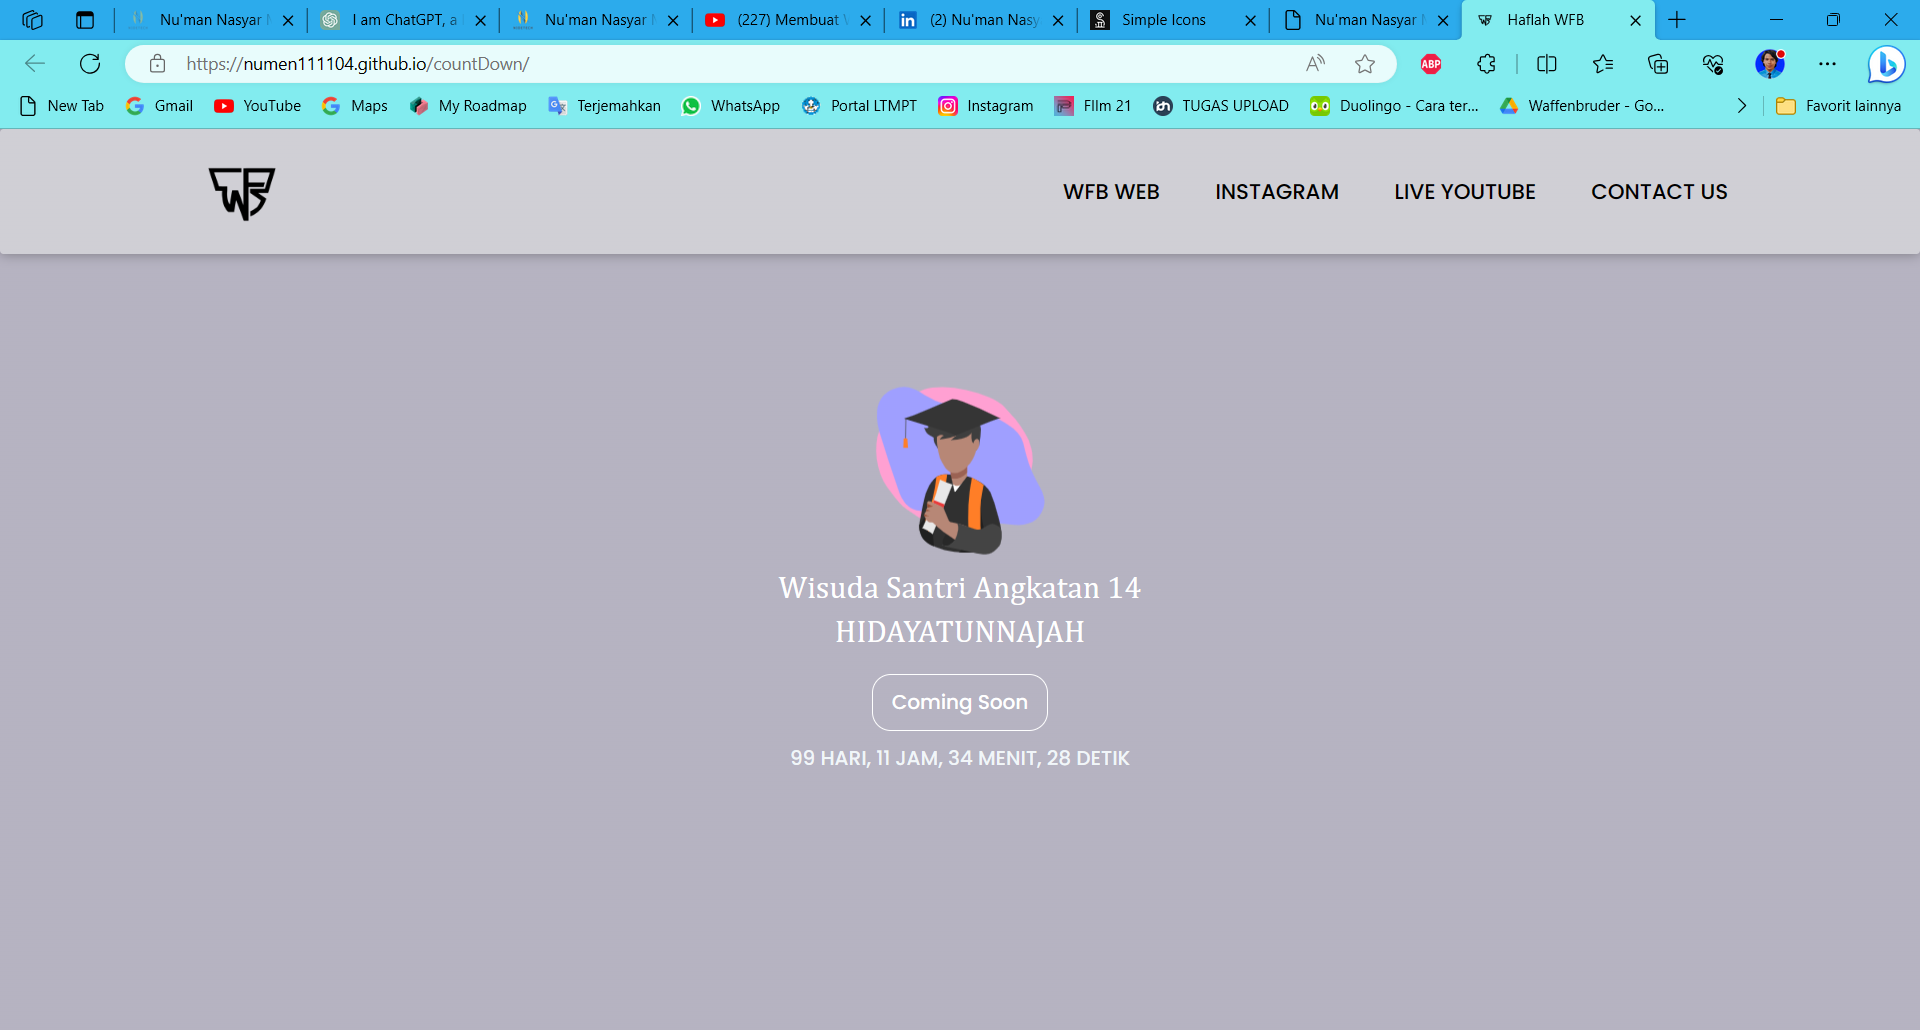 Nu'man Nasyar
I am ChatGPT, a
Nu'man Nasyar
(227) Membuat
(2) Nu'man Nasy
Simple Icons
Nu'man Nasyar
Haflah WFB
https://numen111104.github.io/countDown/
ABP
New Tab
Gmail
YouTube
Maps
My Roadmap
Terjemahkan
WhatsApp
Portal LTMPT
Instagram
FIlm 21
TUGAS UPLOAD
Duolingo - Cara ter...
Waffenbruder - Go...
Favorit lainnya
WFB
WFB WEB
INSTAGRAM
LIVE YOUTUBE
CONTACT US
Wisuda Santri Angkatan 14
HIDAYATUNNAJAH
Coming Soon
99 HARI, 11 JAM, 34 MENIT, 28 DETIK